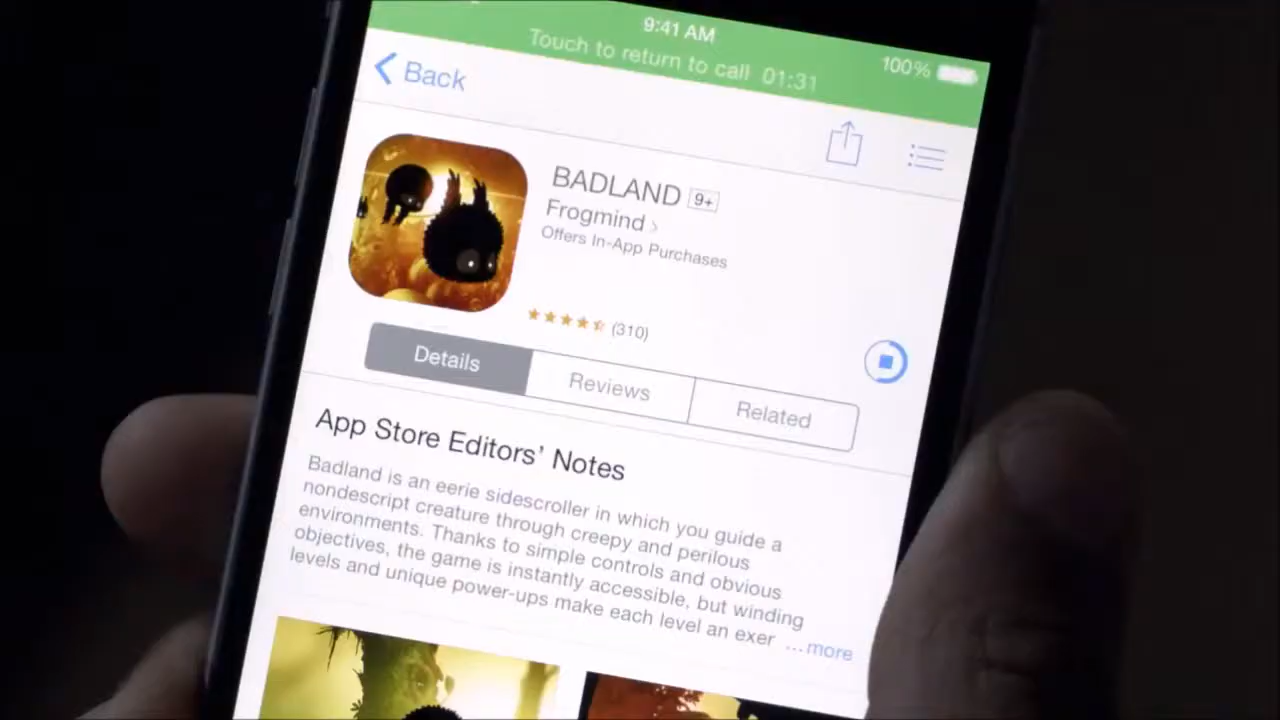 9:41 AM
100%
Touch to return to call 01:31
Back
BADLAND 9+
Frogmind
Offers In-App Purchases
(310)
Details
Reviews
Related
App Store Editors' Notes
Badland is an eerie sidescroller in which you guide a
nondescript creature through creepy and perilous
environments. Thanks to simple controls and obvious
objectives, the game is instantly accessible, but winding
levels and unique power-ups make each level an exer ...more